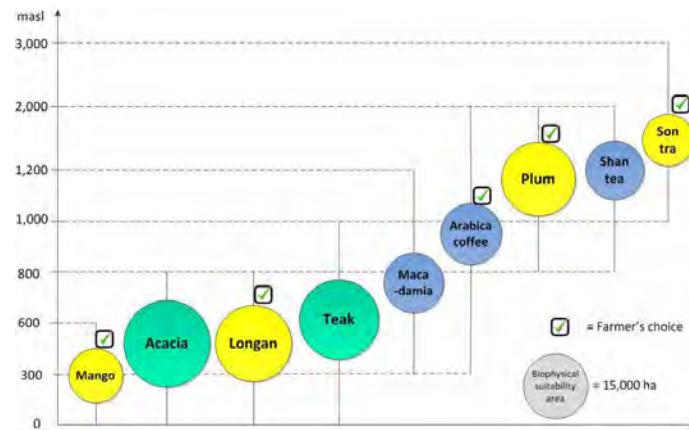 masl
3,000
2,000
1,200
1,000
800
600
300
0
Mango
Acacia
Longan
Teak
Maca
-damia
Arabica
coffee
Plum
Shan
tea
Son
tra
= Farmer's choice
Biophysical
suitability
area
= 15,000 ha